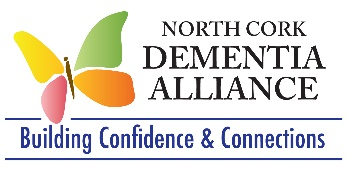 NORTH CORK
DEMENTIA
ALLIANCE
Building Confidence & Connections